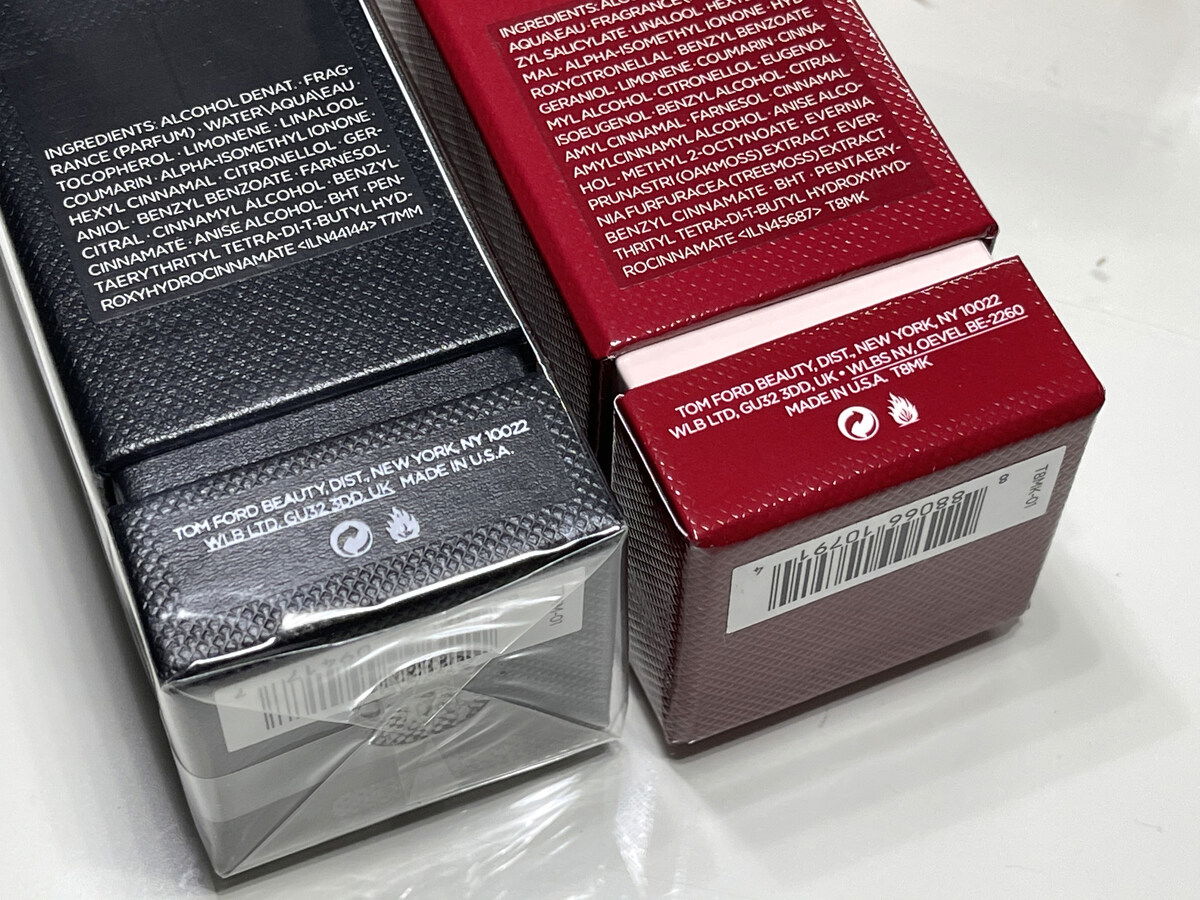 INGREDIENTS: ALCOHOL DENAT. · FRAG-
RANCE (PARFUM) · WATER\AQUA\EAU
TOCOPHEROL · LIMONENE · LINALOOL ·
COUMARIN · ALPHA-ISOMETHYL IONONE ·
HEXYL CINNAMAL · CITRONELLOL · GER-
ANIOL · BENZYL BENZOATE · FARNESOL
CITRAL · CINNAMYL ALCOHOL · BENZYL
CINNAMATE · ANISE ALCOHOL · BHT · PEN-
TAERYTHRITYL TETRA-DI-T-BUTYL HYD-
ROXYHYDROCINNAMATE <ILN44144> T7MM
TOM FORD BEAUTY, DIST., NEW YORK, NY 10022
WLB LTD. GU32 3DD, UK MADE IN U.S.A.
INGREDIENTS:
AQUA\EAU · FRAGRANCE
ZYL SALICYLATE · LINALOOL ·
MAL · ALPHA-ISOMETHYL IONONE · HYD-
ROXYCITRONELLAL · BENZYL BENZOATE ·
GERANIOL · LIMONENE · COUMARIN · CINNA-
MYL ALCOHOL · CITRONELLOL · EUGENOL
ISOEUGENOL · BENZYL ALCOHOL · CITRAL ·
AMYL CINNAMAL · FARNESOL · CINNAMAL
AMYLCINNAMYL ALCOHOL · ANISE ALCO-
HOL · METHYL 2-OCTYNOATE · EVERNIA
PRUNASTRI (OAKMOSS) EXTRACT · EVER-
NIA FURFURACEA (TREEMOSS) EXTRACT
BENZYL CINNAMATE · BHT · PENTAERY-
THRITYL TETRA-DI-T-BUTYL HYDROXYHYD-
ROCINNAMATE <ILN45687> T8MK
TOM FORD BEAUTY, DIST., NEW YORK, NY 10022
WLB LTD, GU32 3DD, UK • WLBS NV, OEVEL BE-2260
MADE IN U.S.A. T8MK
T8MK-01
8 88066 10791 4